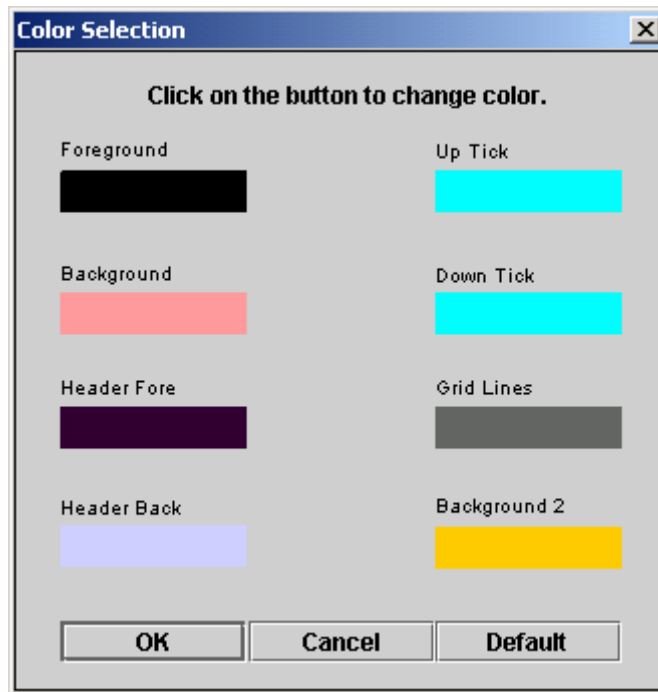 Color Selection
Click on the button to change color.
Foreground
Up Tick
Background
Down Tick
Header Fore
Grid Lines
Header Back
Background 2
OK
Cancel
Default